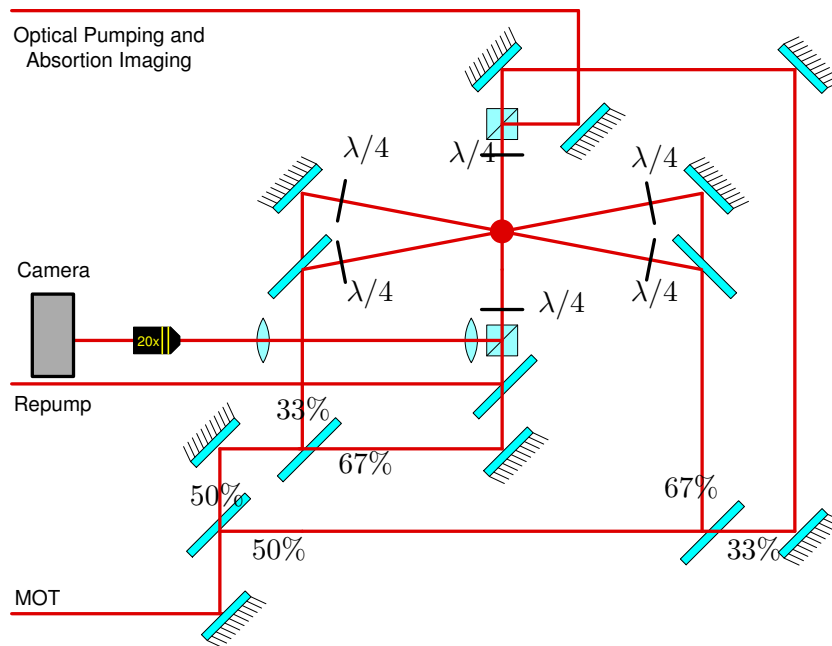 Optical Pumping and
Absortion Imaging
λ/4
λ/4
λ/4
λ/4
λ/4
Camera
λ/4
20x
Repump
33%
67%
50%
67%
50%
33%
MOT